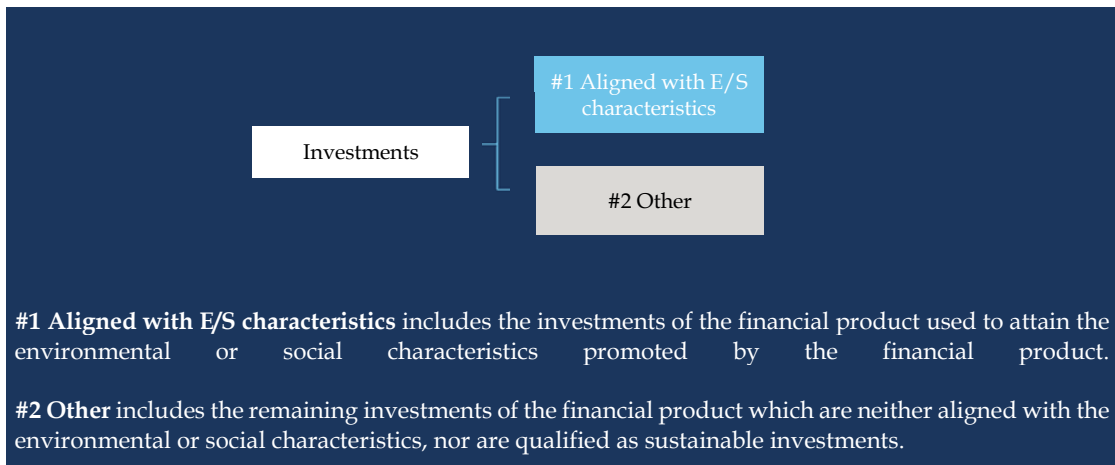 #1 Aligned with E/S
characteristics
Investments
#2 Other
#1 Aligned with E/S characteristics includes the investments of the financial product used to attain the
environmental or social characteristics promoted by the financial product.
#2 Other includes the remaining investments of the financial product which are neither aligned with the
environmental or social characteristics, nor are qualified as sustainable investments.